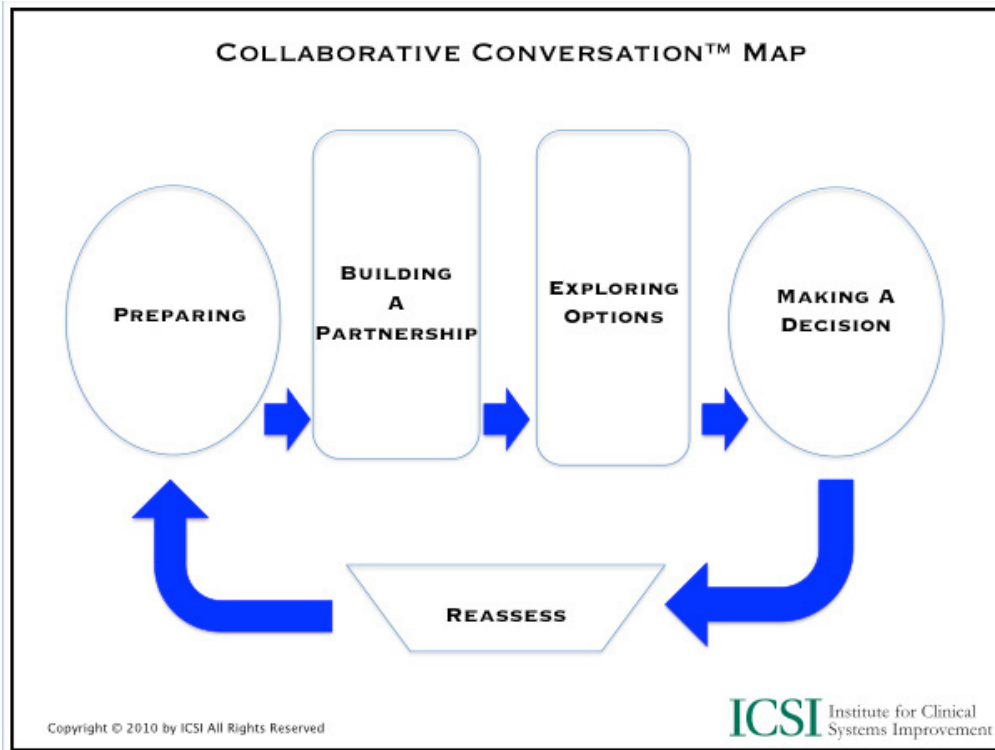 Collaborative Conversation™ Map
Preparing
Building
A
Partnership
Exploring
Options
Making A
Decision
Reassess
Copyright © 2010 by ICSI All Rights Reserved
ICSI
Institute for Clinical
Systems Improvement